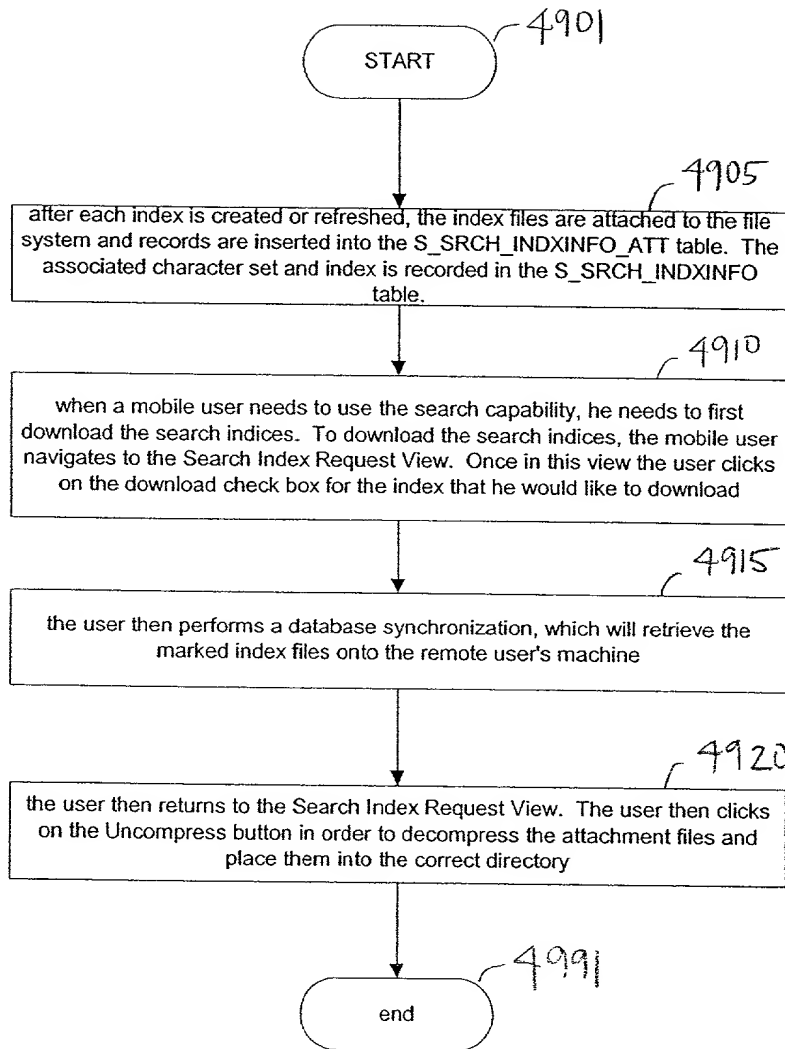 4901
START
4905
after each index is created or refreshed, the index files are attached to the file
system and records are inserted into the S_SRCH_INDXINFO_ATT table. The
associated character set and index is recorded in the S_SRCH_INDXINFO
table.
4910
when a mobile user needs to use the search capability, he needs to first
download the search indices. To download the search indices, the mobile user
navigates to the Search Index Request View. Once in this view the user clicks
on the download check box for the index that he would like to download
4915
the user then performs a database synchronization, which will retrieve the
marked index files onto the remote user's machine
4920
the user then returns to the Search Index Request View. The user then clicks
on the Uncompress button in order to decompress the attachment files and
place them into the correct directory
4991
end